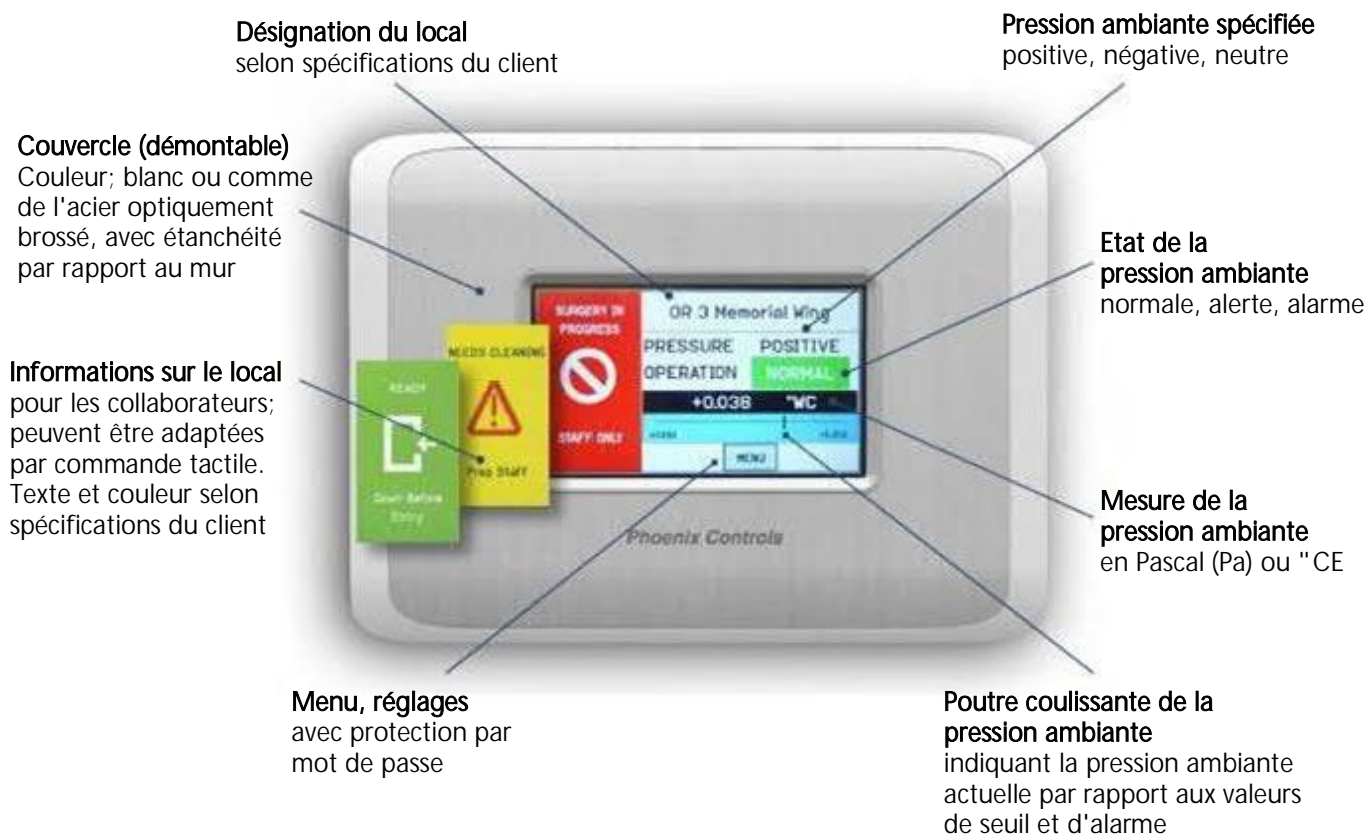 Désignation du local
selon spécifications du client
Pression ambiante spécifiée
positive, négative, neutre
Couvercle (démontable)
Couleur; blanc ou comme
de l'acier optiquement
brossé, avec étanchéité
par rapport au mur
Etat de la
pression ambiante
normale, alerte, alarme
Informations sur le local
pour les collaborateurs;
peuvent être adaptées
par commande tactile.
Texte et couleur selon
spécifications du client
SURGERY IN
PROGRESS
STAFF ONLY
OR 3 Memorial Wing
PRESSURE POSITIVE
OPERATION NORMAL
+0.038 "WC
MENU
NEEDS CLEANING
Prep Staff
READY
Gown Before
Entry
Phoenix Controls
Mesure de la
pression ambiante
en Pascal (Pa) ou "CE
Menu, réglages
avec protection par
mot de passe
Poutre coulissante de la
pression ambiante
indiquant la pression ambiante
actuelle par rapport aux valeurs
de seuil et d'alarme